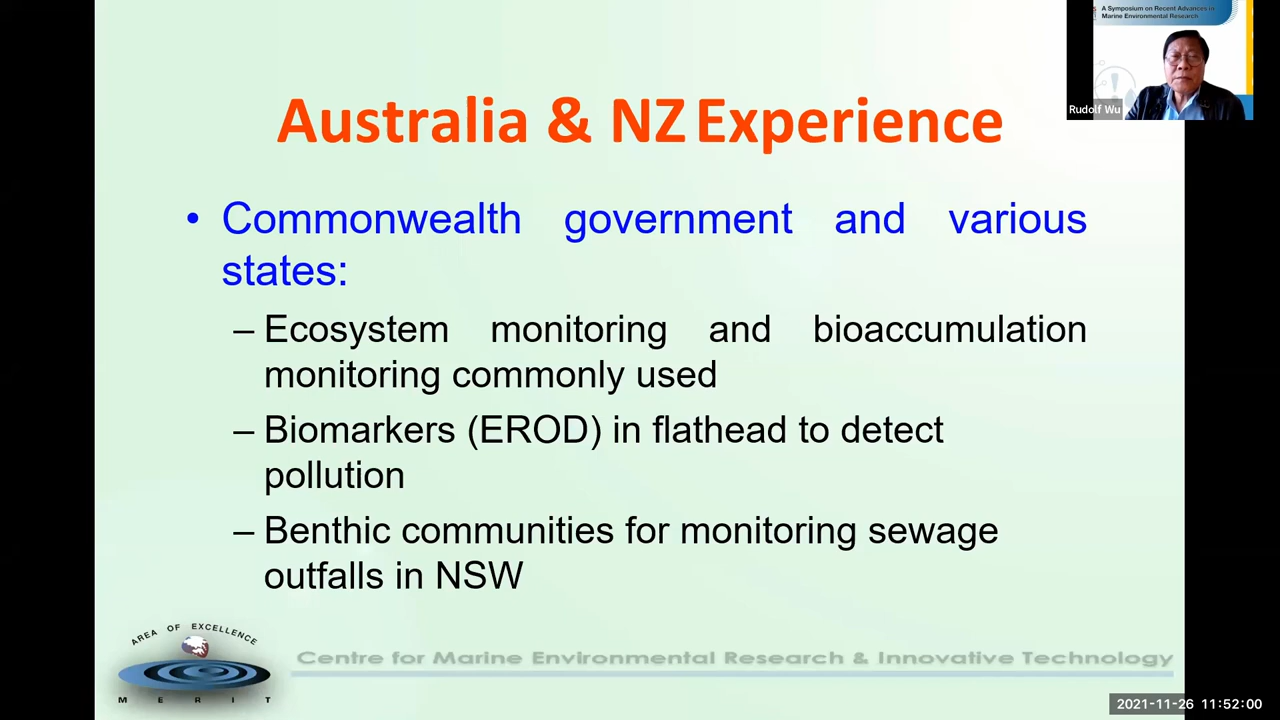 A Symposium on Recent Advances in
Marine Environmental Research
Rudolf Wu
Australia & NZ Experience
• Commonwealth government and various
states:
– Ecosystem monitoring and bioaccumulation
monitoring commonly used
– Biomarkers (EROD) in flathead to detect
pollution
– Benthic communities for monitoring sewage
outfalls in NSW
AREA OF EXCELLENCE
MERIT
Centre for Marine Environmental Research & Innovative Technology
2021-11-26 11:52:00